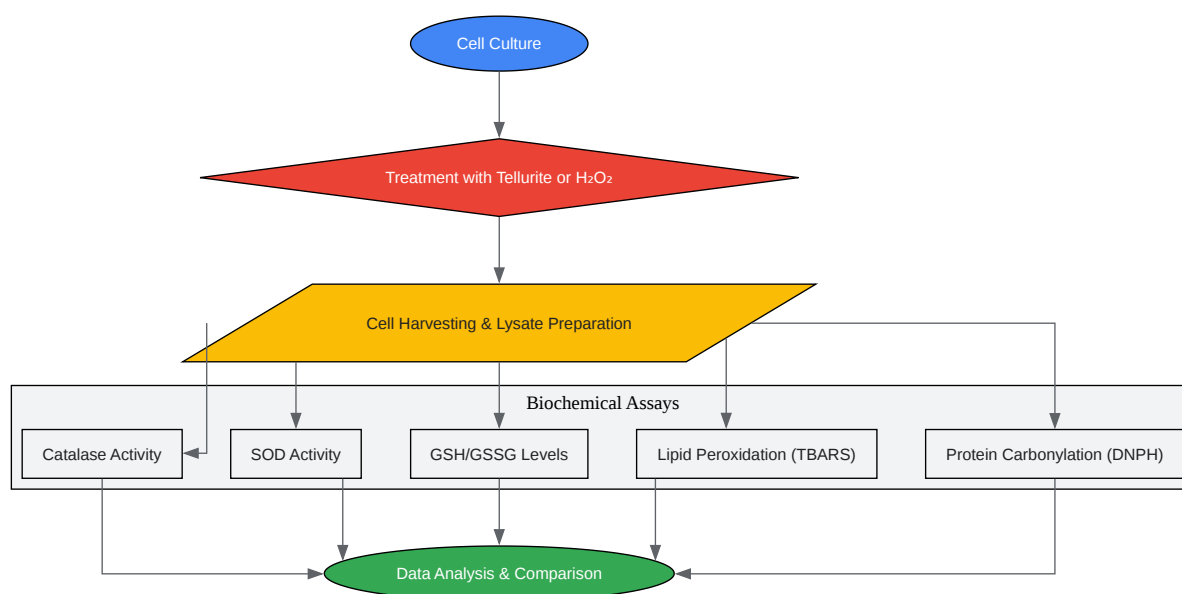 Cell Culture
Treatment with Tellurite or H₂O₂
Cell Harvesting & Lysate Preparation
Biochemical Assays
Catalase Activity
SOD Activity
GSH/GSSG Levels
Lipid Peroxidation (TBARS)
Protein Carbonylation (DNPH)
Data Analysis & Comparison